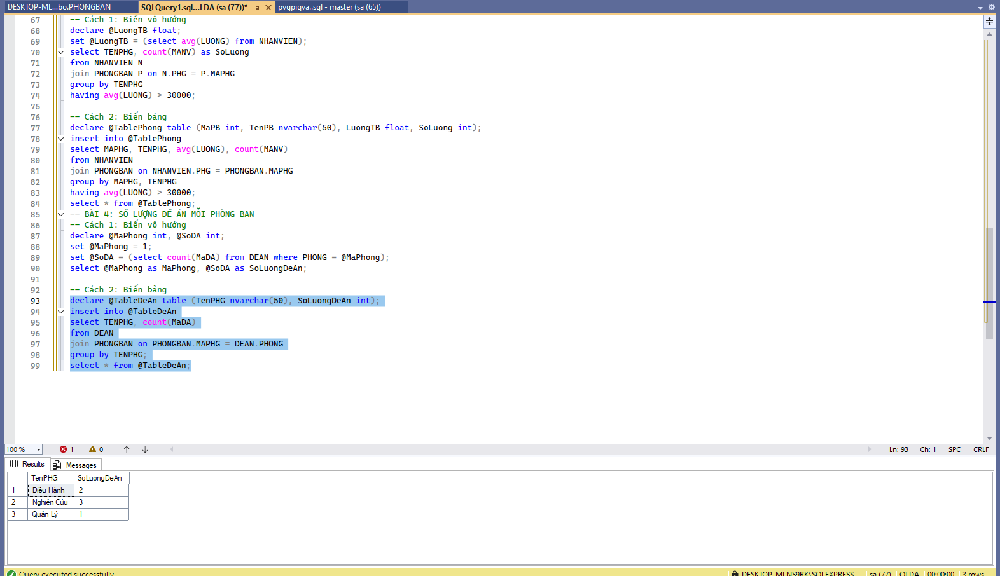 DESKTOP-ML...bo.PHONGBAN
SQLQuery1.sql...LDA (sa (77))*
pvgpiqva..sql - master (sa (65))
67 -- Cách 1: Biến vô hướng
68 declare @LuongTB float;
69 set @LuongTB = (select avg(LUONG) from NHANVIEN);
70 select TENPHG, count(MANV) as SoLuong
71 from NHANVIEN N
72 join PHONGBAN P on N.PHG = P.MAPHG
73 group by TENPHG
74 having avg(LUONG) > 30000;
75
76 -- Cách 2: Biến bảng
77 declare @TablePhong table (MaPB int, TenPB nvarchar(50), LuongTB float, SoLuong int);
78 insert into @TablePhong
79 select MAPHG, TENPHG, avg(LUONG), count(MANV)
80 from NHANVIEN
81 join PHONGBAN on NHANVIEN.PHG = PHONGBAN.MAPHG
82 group by MAPHG, TENPHG
83 having avg(LUONG) > 30000;
84 select * from @TablePhong;
85 -- BÀI 4: SỐ LƯỢNG ĐỀ ÁN MỖI PHÒNG BAN
86 -- Cách 1: Biến vô hướng
87 declare @MaPhong int, @SoDA int;
88 set @MaPhong = 1;
89 set @SoDA = (select count(MaDA) from DEAN where PHONG = @MaPhong);
90 select @MaPhong as MaPhong, @SoDA as SoLuongDeAn;
91
92 -- Cách 2: Biến bảng
93 declare @TableDeAn table (TenPHG nvarchar(50), SoLuongDeAn int);
94 insert into @TableDeAn
95 select TENPHG, count(MaDA)
96 from DEAN
97 join PHONGBAN on PHONGBAN.MAPHG = DEAN.PHONG
98 group by TENPHG;
99 select * from @TableDeAn;
100 % 1 0 Ln: 93 Ch: 1 SPC CRLF
Results Messages
TenPHG SoLuongDeAn
1 Điều Hành 2
2 Nghiên Cứu 3
3 Quản Lý 1
Query executed successfully
DESKTOP-MLNS9RK\SQLEXPRESS sa (77) QLDA 00:00:00 3 rows